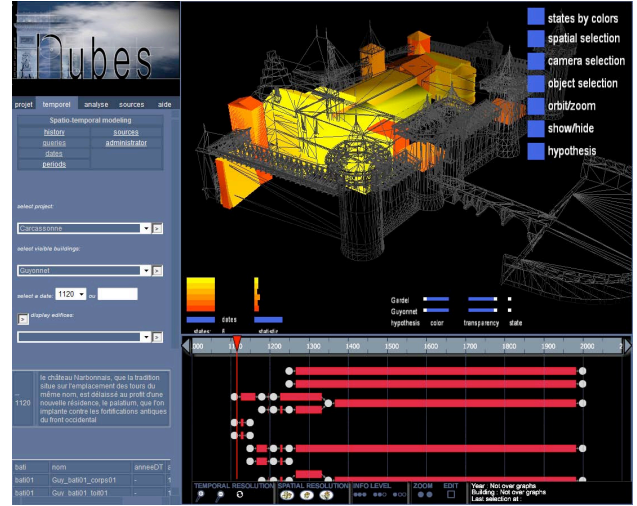 nubes
projet temporel analyse sources aide
Spatio-temporal modeling
history sources
queries administrator
dates
periods
select project:
Carcassonne
select visible buildings:
Guyonnet
select a date: 1120 ou
display edifices:
--
1120
le château Narbonnais, que la tradition
situe sur l'emplacement des tours du
même nom, est délaissé au profit d'une
nouvelle résidence, le palatium, que l'on
implante contre les fortifications antiques
du front occidental
bati nom anneeDT
bati01 Guy_bati01_corps01 -
bati01 Guy_bati01_toit01 -
states by colors
spatial selection
camera selection
object selection
orbit/zoom
show/hide
hypothesis
dates
states:
Gardel
Guyonnet
hypothesis color transparency state
000 1100 1200 1300 1400 1500 1600 1700 1800 1900 2000
TEMPORAL RESOLUTION SPATIAL RESOLUTION INFO LEVEL ZOOM EDIT
Year : Not over graphs
Building : Not over graphs
Last selection at :